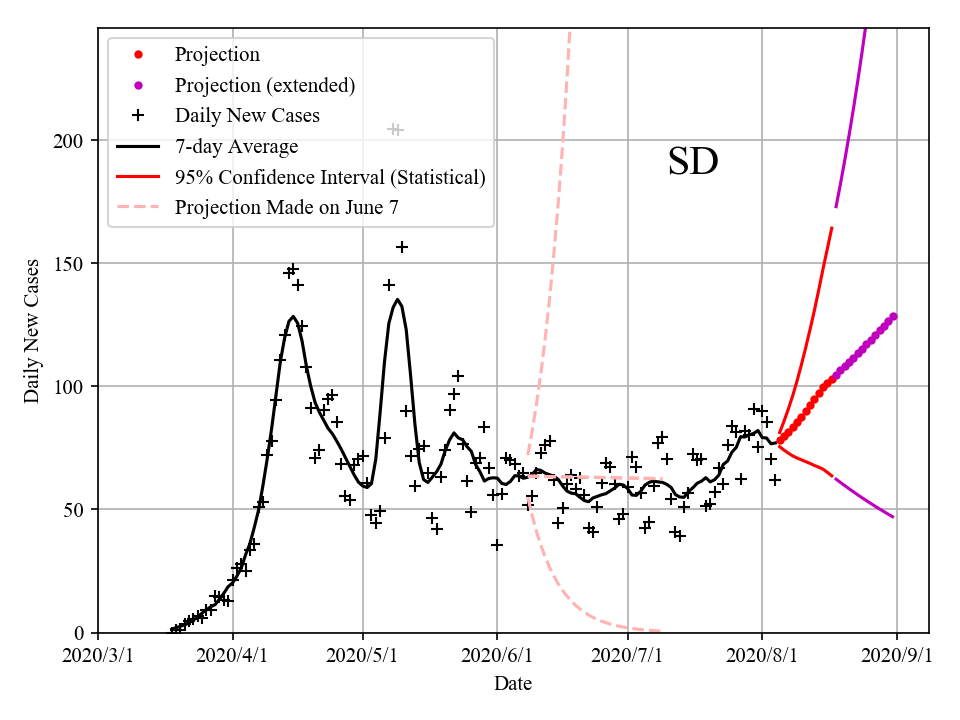 Projection
Projection (extended)
Daily New Cases
7-day Average
95% Confidence Interval (Statistical)
Projection Made on June 7
SD
200
150
100
50
0
Daily New Cases
2020/3/1 2020/4/1 2020/5/1 2020/6/1 2020/7/1 2020/8/1 2020/9/1
Date